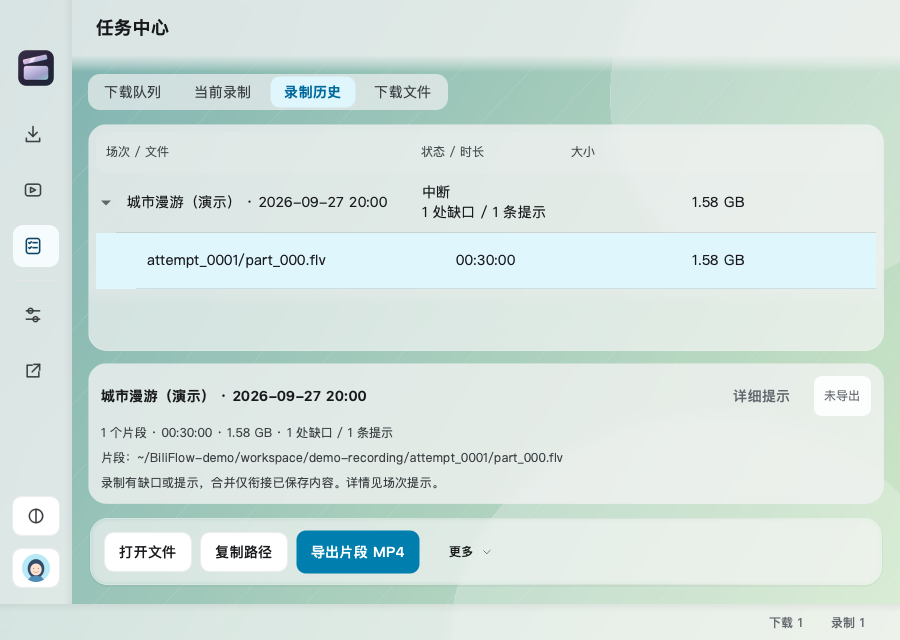 任务中心
下载队列 当前录制 录制历史 下载文件
场次 / 文件 状态 / 时长 大小
城市漫游（演示） · 2026-09-27 20:00 中断 1.58 GB
1 处缺口 / 1 条提示
attempt_0001/part_000.flv 00:30:00 1.58 GB
城市漫游（演示） · 2026-09-27 20:00 详细提示 未导出
1 个片段 · 00:30:00 · 1.58 GB · 1 处缺口 / 1 条提示
片段：~/BiliFlow-demo/workspace/demo-recording/attempt_0001/part_000.flv
录制有缺口或提示，合并仅衔接已保存内容。详情见场次提示。
打开文件 复制路径 导出片段 MP4 更多
下载 1 录制 1